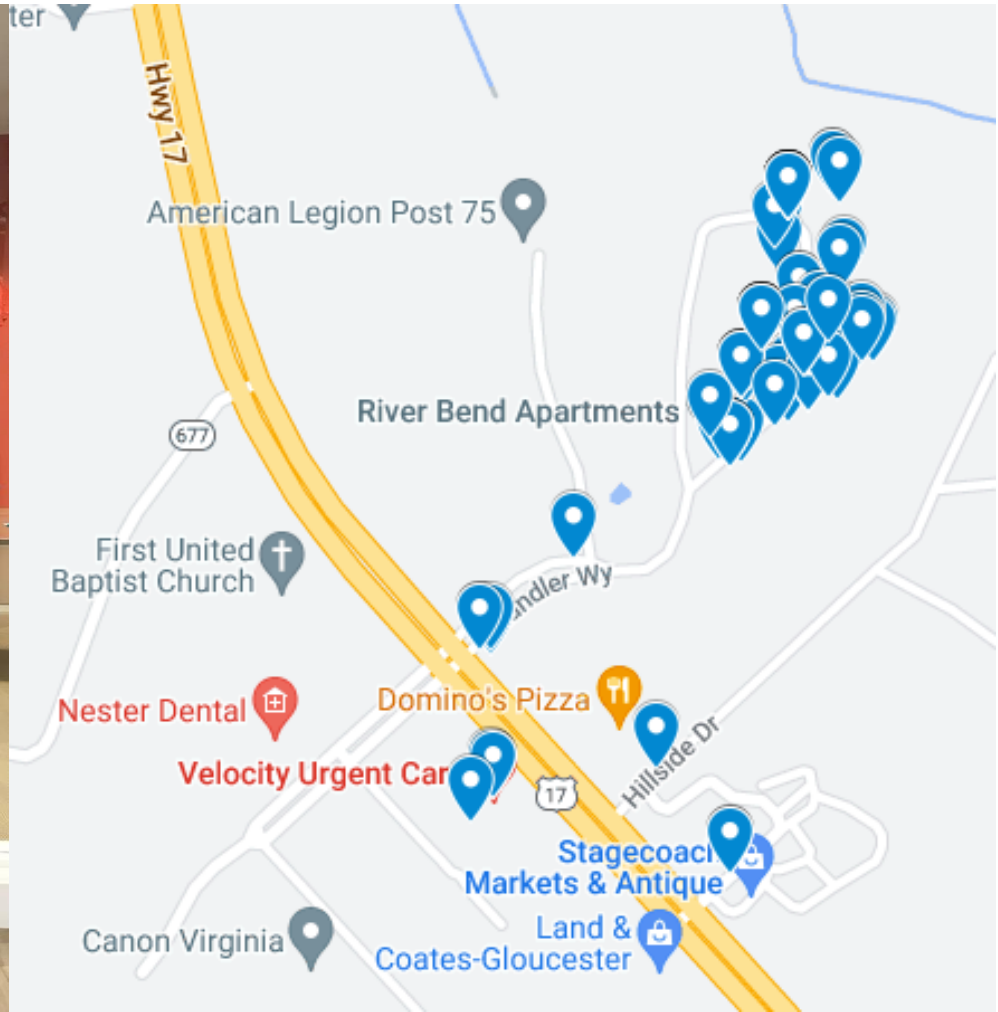 ter
Hwy 17
American Legion Post 75
River Bend Apartments
677
First United
Baptist Church
Wy
Nester Dental
Domino's Pizza
Velocity Urgent Car
17
Hillside Dr
Stagecoach
Markets & Antique
Land &
Coates-Gloucester
Canon Virginia